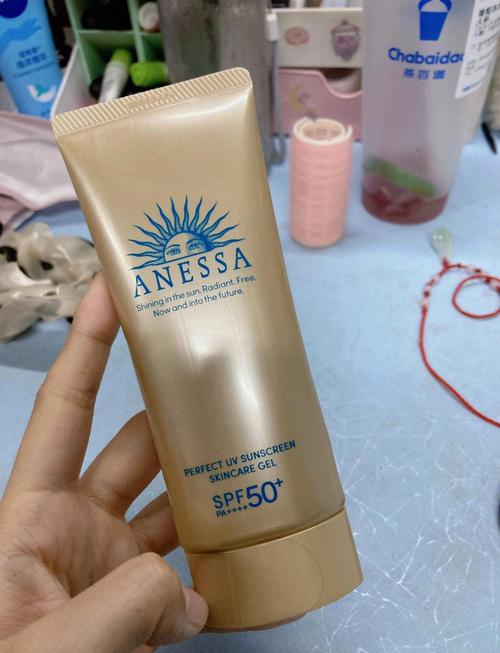 Chabaidao
茶百道
ANESSA
Shining in the sun. Radiant. Free.
Now and into the future.
PERFECT UV SUNSCREEN
SKINCARE GEL
SPF50+
PA++++